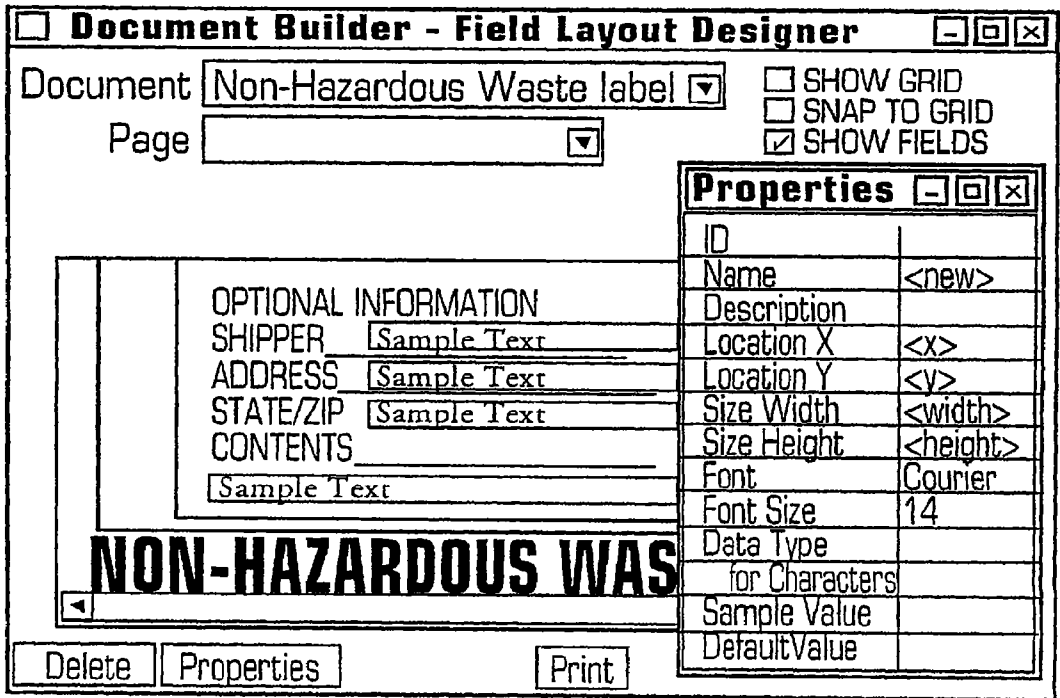 Document Builder - Field Layout Designer
Document Non-Hazardous Waste label
Page
SHOW GRID
SNAP TO GRID
SHOW FIELDS
OPTIONAL INFORMATION
SHIPPER Sample Text
ADDRESS Sample Text
STATE/ZIP Sample Text
CONTENTS
Sample Text
NON-HAZARDOUS WAS
Properties
ID
Name <new>
Description
Location X <x>
Location Y <y>
Size Width <width>
Size Height <height>
Font Courier
Font Size 14
Data Type
for Characters
Sample Value
DefaultValue
Delete Properties Print